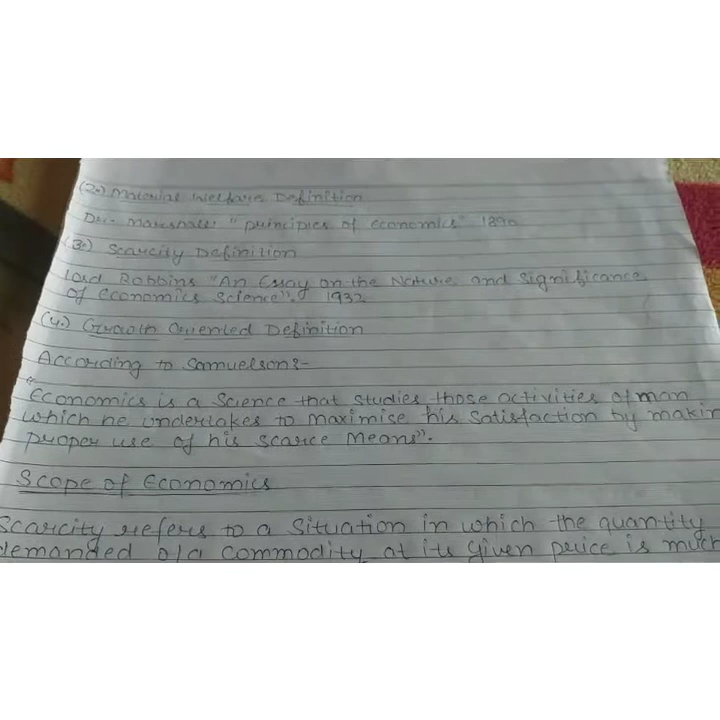 (2.) Material Welfare Definition
Dr. Marshall: "principles of economics" 1890
(3.) Scarcity Definition
Lord Robbins "An Essay on the Nature and Significance
of Economics Science", 1932
(4.) Growth Oriented Definition
According to Samuelson:-
"Economics is a Science that studies those activities of man
which he undertakes to Maximise his Satisfaction by makin
proper use of his scarce Means".
Scope of Economics
Scarcity refers to a Situation in which the quantity
demanded of a commodity at its given price is much